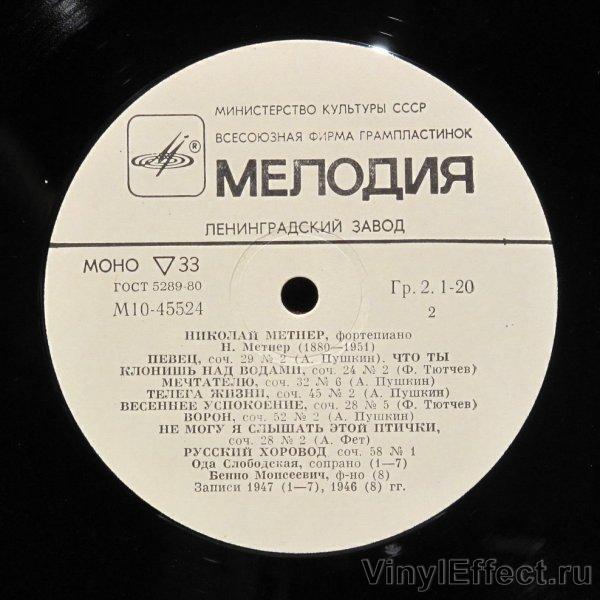 МИНИСТЕРСТВО КУЛЬТУРЫ СССР
ВСЕСОЮЗНАЯ ФИРМА ГРАМПЛАСТИНОК
®
МЕЛОДИЯ
ЛЕНИНГРАДСКИЙ ЗАВОД
МОНО ▽ 33
ГОСТ 5289-80
М10-45524
Гр. 2. 1-20
2
НИКОЛАЙ МЕТНЕР, фортепиано
Н. Метнер (1880—1951)
ПЕВЕЦ, соч. 29 № 2 (А. Пушкин). ЧТО ТЫ
КЛОНИШЬ НАД ВОДАМИ, соч. 24 № 2 (Ф. Тютчев)
МЕЧТАТЕЛЮ, соч. 32 № 6 (А. Пушкин)
ТЕЛЕГА ЖИЗНИ, соч. 45 № 2 (А. Пушкин)
ВЕСЕННЕЕ УСПОКОЕНИЕ, соч. 28 № 5 (Ф. Тютчев)
ВОРОН, соч. 52 № 2 (А. Пушкин)
НЕ МОГУ Я СЛЫШАТЬ ЭТОЙ ПТИЧКИ,
соч. 28 № 2 (А. Фет)
РУССКИЙ ХОРОВОД соч. 58 № 1
Ода Слободская, сопрано (1—7)
Бенно Моисеевич, ф-но (8)
Записи 1947 (1—7), 1946 (8) гг.
VinylEffect.ru